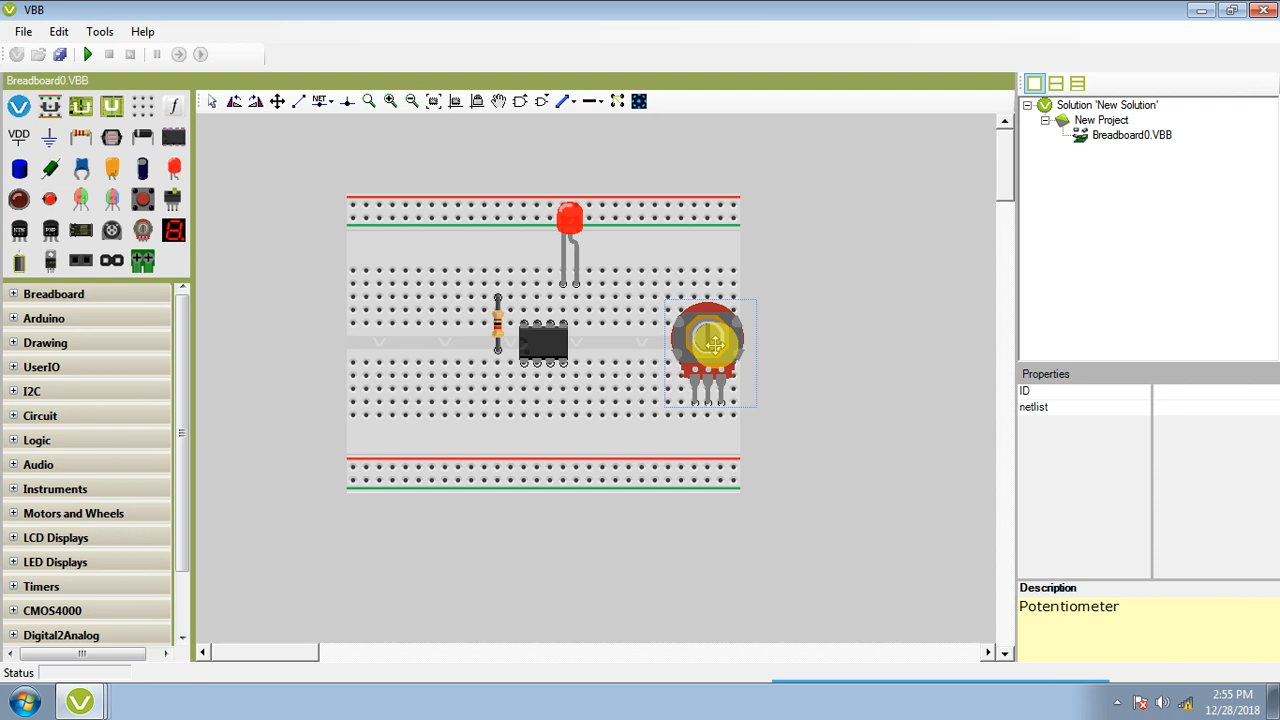 VBB
File Edit Tools Help
Breadboard0.VBB
NET
VDD
f
Breadboard
Arduino
Drawing
UserIO
I2C
Circuit
Logic
Audio
Instruments
Motors and Wheels
LCD Displays
LED Displays
Timers
CMOS4000
Digital2Analog
Solution 'New Solution'
New Project
Breadboard0.VBB
Properties
ID
netlist
Description
Potentiometer
Status
2:55 PM
12/28/2018